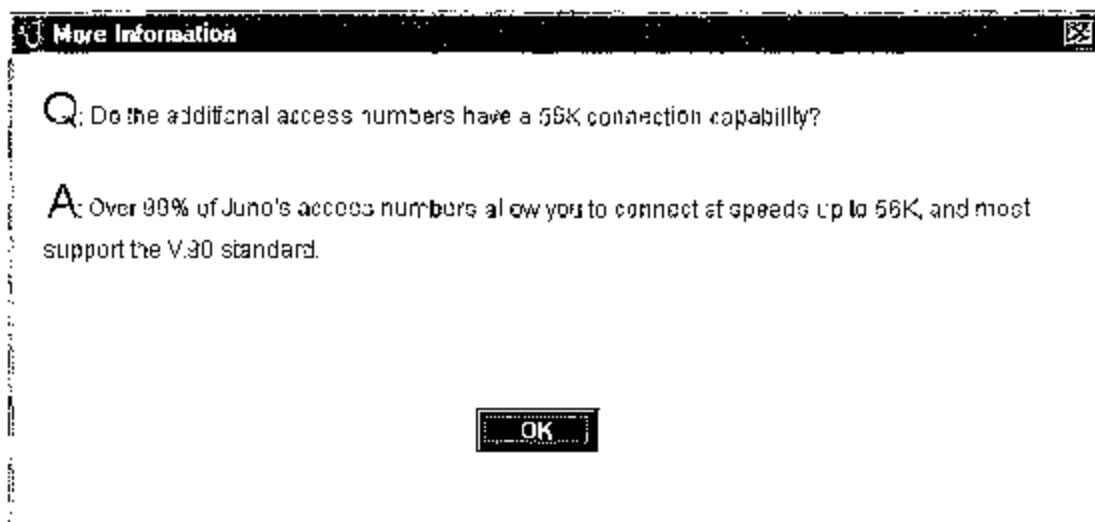 More Information
Q: Do the additional access numbers have a 56K connection capability?
A: Over 99% of Juno's access numbers allow you to connect at speeds up to 56K, and most
support the V.90 standard.
OK